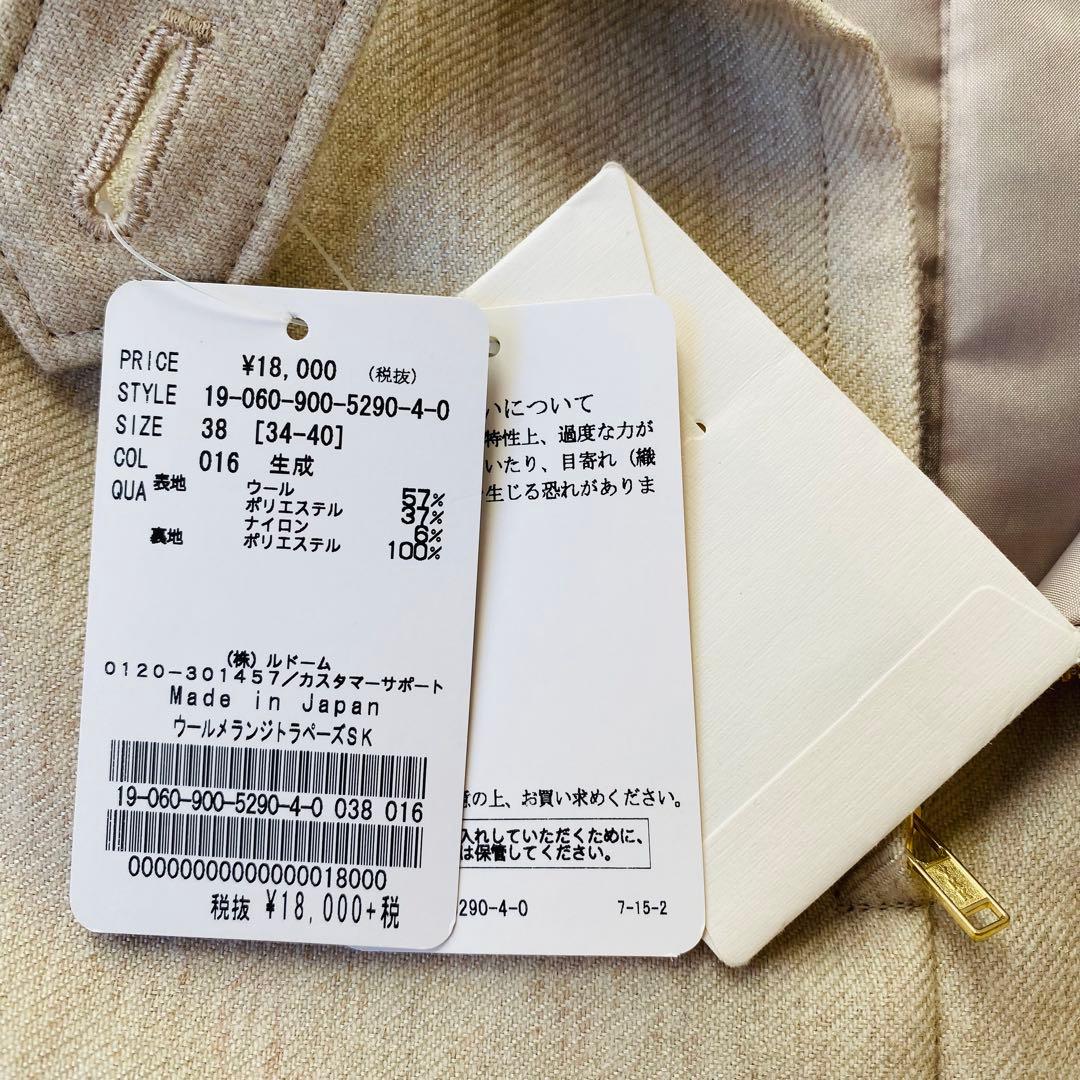 PRICE ¥18,000 (税抜)
STYLE 19-060-900-5290-4-0
SIZE 38 [34-40]
COL 016 生成
QUA 表地 ウール 57%
ポリエステル 37%
ナイロン 6%
裏地 ポリエステル 100%
(株)ルドーム
0120-301457/カスタマーサポート
Made in Japan
ウールメランジトラペーズSK
19-060-900-5290-4-0 038 016
00000000000000018000
税抜 ¥18,000+税
いについて
特性上、過度な力が
いたり、目寄れ(織
生じる恐れがありま
意の上、お買い求めください。
入れしていただくために、
は保管してください。
290-4-0 7-15-2